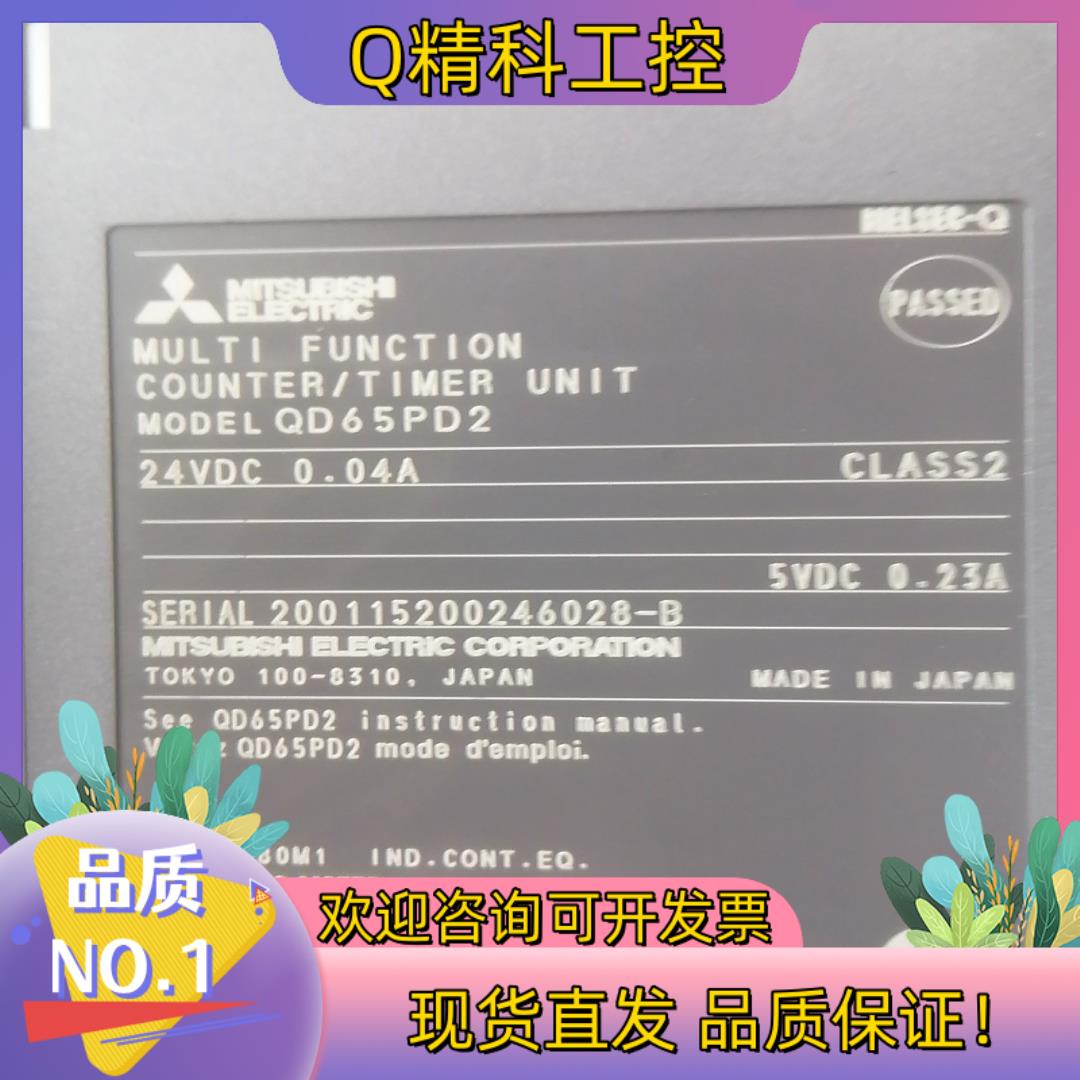 Q精科工控
MELSEC-Q
MITSUBISHI
ELECTRIC
PASSED
MULTI FUNCTION
COUNTER/TIMER UNIT
MODEL QD65PD2
24VDC 0.04A CLASS2
5VDC 0.23A
SERIAL 200115200246028-B
MITSUBISHI ELECTRIC CORPORATION
TOKYO 100-8310, JAPAN MADE IN JAPAN
See QD65PD2 instruction manual.
QD65PD2 mode d'emploi.
80M1 IND.CONT.EQ.
品质
NO.1
欢迎咨询可开发票
现货直发 品质保证!